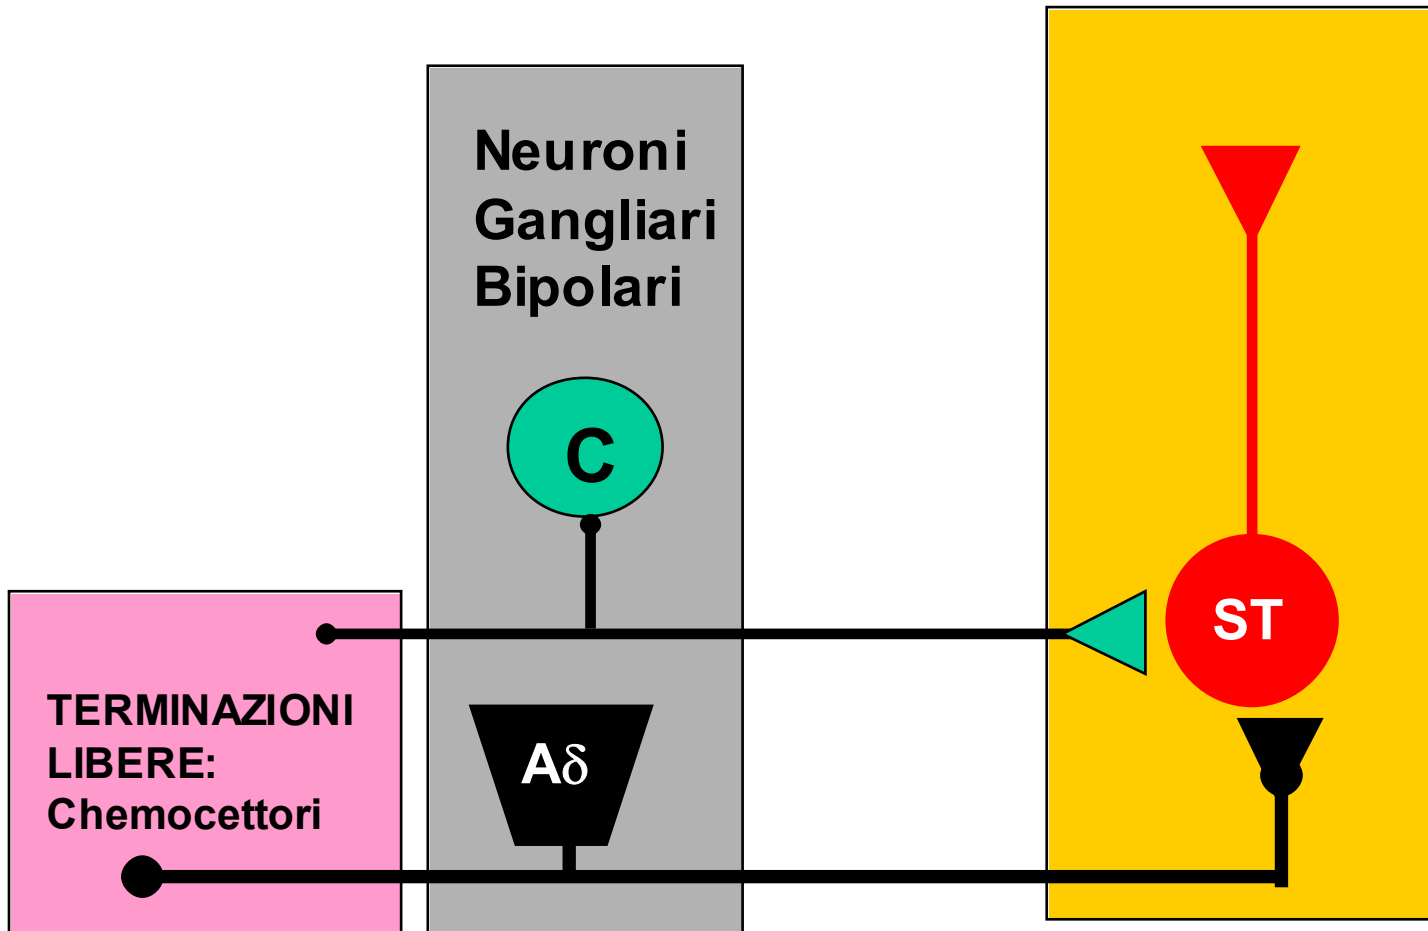 Neuroni
Gangliari
Bipolari
C
ST
TERMINAZIONI
LIBERE:
Chemocettori
Aδ